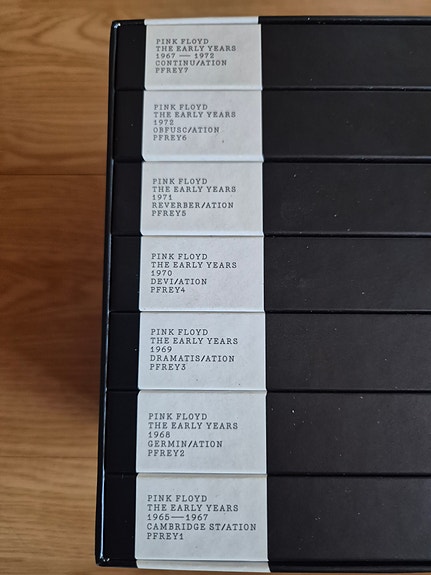 PINK FLOYD
THE EARLY YEARS
1967 — 1972
CONTINU/ATION
PFREY7
PINK FLOYD
THE EARLY YEARS
1972
OBFUSC/ATION
PFREY6
PINK FLOYD
THE EARLY YEARS
1971
REVERBER/ATION
PFREY5
PINK FLOYD
THE EARLY YEARS
1970
DEVI/ATION
PFREY4
PINK FLOYD
THE EARLY YEARS
1969
DRAMATIS/ATION
PFREY3
PINK FLOYD
THE EARLY YEARS
1968
GERMIN/ATION
PFREY2
PINK FLOYD
THE EARLY YEARS
1965—1967
CAMBRIDGE ST/ATION
PFREY1